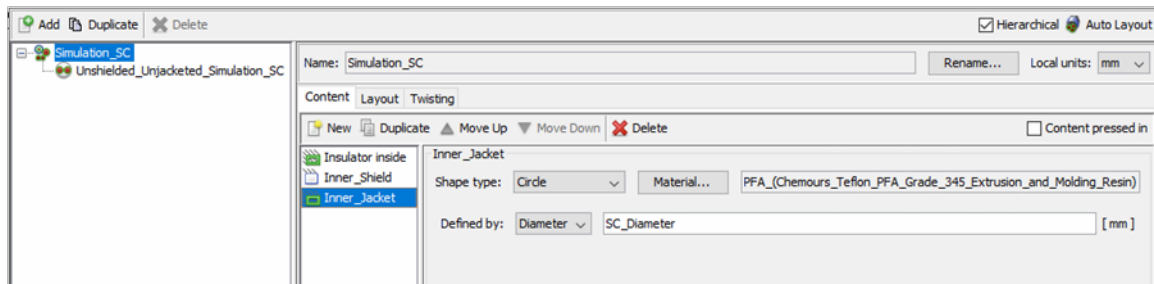 Add Duplicate Delete Hierarchical Auto Layout
Simulation_SC
Unshielded_Unjacketed_Simulation_SC
Name: Simulation_SC Rename... Local units: mm
Content Layout Twisting
New Duplicate Move Up Move Down Delete Content pressed in
Insulator inside
Inner_Shield
Inner_Jacket
Inner_Jacket
Shape type: Circle Material... PFA_(Chemours_Teflon_PFA_Grade_345_Extrusion_and_Molding_Resin)
Defined by: Diameter SC_Diameter [ mm ]